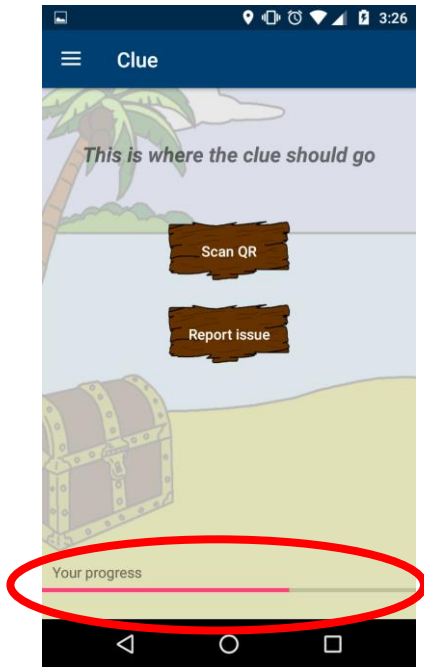 3:26
Clue
This is where the clue should go
Scan QR
Report issue
Your progress